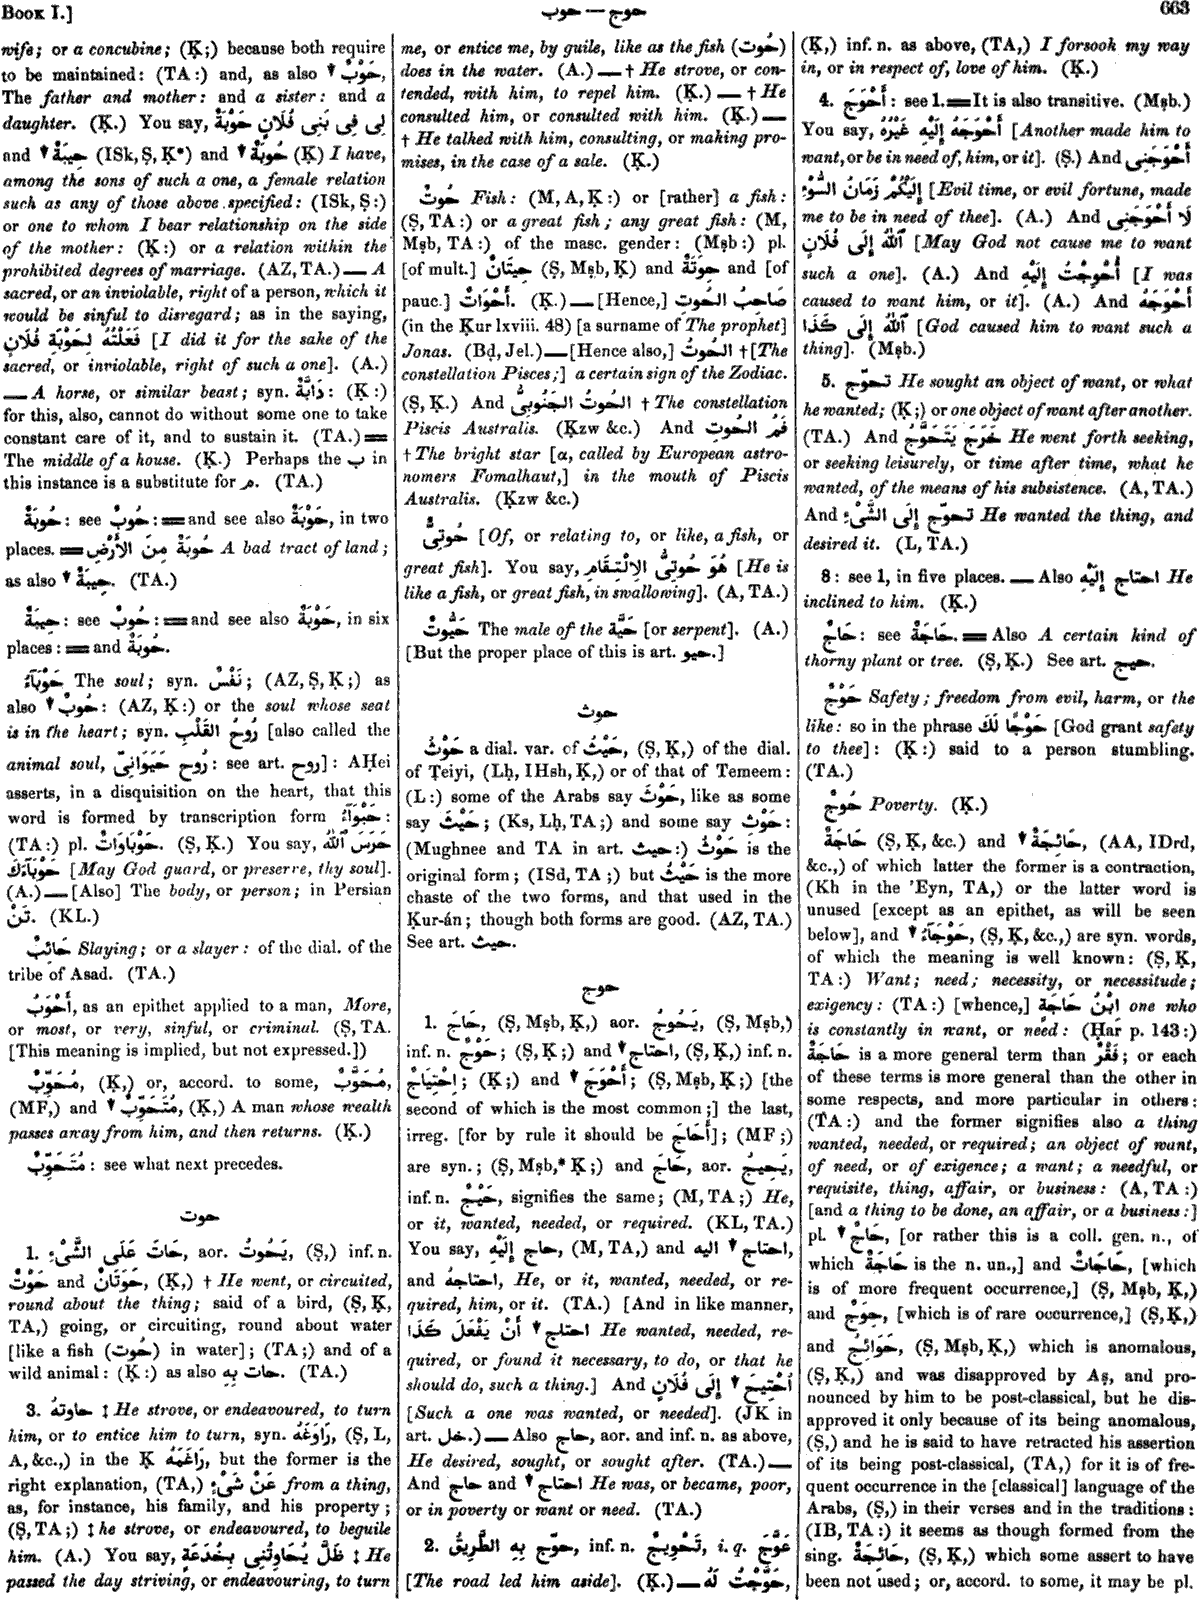 Book I.]
حوب — حوج
663
wife; or a concubine; (Ḳ;) because both require
to be maintained: (TA:) and, as also ▼ حَوْبٌ,
The father and mother: and a sister: and a
daughter. (Ḳ.) You say, لِى فِى بَنِى فُلَانٍ حَوْبَةٌ
and ▼ حِيبَةٌ (ISk, Ṣ, Ḳ*) and ▼ حُوبَةٌ (Ḳ) I have,
among the sons of such a one, a female relation
such as any of those above specified: (ISk, Ṣ:)
or one to whom I bear relationship on the side
of the mother: (Ḳ:) or a relation within the
prohibited degrees of marriage. (AZ, TA.) — A
sacred, or an inviolable, right of a person, which it
would be sinful to disregard; as in the saying,
فَعَلْتُهُ لِحَوْبَةِ فُلَانٍ [I did it for the sake of the
sacred, or inviolable, right of such a one]. (A.)
— A horse, or similar beast; syn. دَابَّةٌ: (Ḳ:)
for this, also, cannot do without some one to take
constant care of it, and to sustain it. (TA.) ==
The middle of a house. (Ḳ.) Perhaps the ب in
this instance is a substitute for م. (TA.)
حُوبَةٌ: see حُوبٌ: == and see also حَوْبَةٌ, in two
places. == حُوبَةٌ مِنَ الأَرْضِ A bad tract of land;
as also ▼ حِيبَةٌ. (TA.)
حِيبَةٌ: see حُوبٌ: == and see also حَوْبَةٌ, in six
places: == and حُوبَةٌ.
حَوْبَآءُ The soul; syn. نَفْسٌ; (AZ, Ṣ, Ḳ;) as
also ▼ حُوبٌ: (AZ, Ḳ:) or the soul whose seat
is in the heart; syn. رُوحُ القَلْبِ [also called the
animal soul, رُوح حَيَوَانِىّ: see art. روح]: AḤei
asserts, in a disquisition on the heart, that this
word is formed by transcription form حَبْوَآءُ:
(TA:) pl. حَوْبَاوَاتٌ. (Ṣ, Ḳ.) You say, حَرَسَ ٱللّٰهُ
حَوْبَآءَكَ [May God guard, or preserve, thy soul].
(A.) — [Also] The body, or person; in Persian
تَنْ. (KL.)
حَائِبٌ Slaying; or a slayer: of the dial. of the
tribe of Asad. (TA.)
أَحْوَبُ, as an epithet applied to a man, More,
or most, or very, sinful, or criminal. (Ṣ, TA.
[This meaning is implied, but not expressed.])
مُحَوِّبٌ, (Ḳ,) or, accord. to some, مُحَوَّبٌ,
(MF,) and ▼ مُتَحَوِّبٌ, (Ḳ,) A man whose wealth
passes away from him, and then returns. (Ḳ.)
مُتَحَوِّبٌ: see what next precedes.
حوت
1. حَاتَ عَلَى الشَّىْءِ, aor. يَحُوتُ, (Ṣ,) inf. n.
حَوْتٌ and حَوَتَانٌ, (Ḳ,) † He went, or circuited,
round about the thing; said of a bird, (Ṣ, Ḳ,
TA,) going, or circuiting, round about water
[like a fish (حُوت) in water]; (TA;) and of a
wild animal: (Ḳ:) as also حات بِهِ. (TA.)
3. حاوتهُ ‡ He strove, or endeavoured, to turn
him, or to entice him to turn, syn. رَاوَغَهُ, (Ṣ, L,
A, &c.,) in the Ḳ رَاغَمَهُ, but the former is the
right explanation, (TA,) عَنْ شَىْءٍ from a thing,
as, for instance, his family, and his property;
(Ṣ, TA;) ‡ he strove, or endeavoured, to beguile
him. (A.) You say, ظَلَّ يُحَاوِتُنِى بِخُدَعَةٍ ‡ He
passed the day striving, or endeavouring, to turn
me, or entice me, by guile, like as the fish (حُوت)
does in the water. (A.) — † He strove, or con-
tended, with him, to repel him. (Ḳ.) — † He
consulted him, or consulted with him. (Ḳ.) —
† He talked with him, consulting, or making pro-
mises, in the case of a sale. (Ḳ.)
حُوتٌ Fish: (M, A, Ḳ:) or [rather] a fish:
(Ṣ, TA:) or a great fish; any great fish: (M,
Mṣb, TA:) of the masc. gender: (Mṣb:) pl.
[of mult.] حِيتَانٌ (Ṣ, Mṣb, Ḳ) and حِوَتَةٌ and [of
pauc.] أَحْوَاتٌ. (Ḳ.) — [Hence,] صَاحِبُ الحُوتِ
(in the Ḳur lxviii. 48) [a surname of The prophet]
Jonas. (Bḍ, Jel.) — [Hence also,] الحُوتُ † [The
constellation Pisces;] a certain sign of the Zodiac.
(Ṣ, Ḳ.) And الحُوتُ الجَنُوبِىُّ † The constellation
Piscis Australis. (Ḳzw &c.) And فَمُ الحُوتِ
† The bright star [α, called by European astro-
nomers Fomalhaut,] in the mouth of Piscis
Australis. (Ḳzw &c.)
حُوتِىٌّ [Of, or relating to, or like, a fish, or
great fish]. You say, هُوَ حُوتِىُّ الِالْتِقَامِ [He is
like a fish, or great fish, in swallowing]. (A, TA.)
حَيُّوتٌ The male of the حَيَّة [or serpent]. (A.)
[But the proper place of this is art. حيو.]
حوث
حَوْثُ a dial. var. of حَيْثُ, (Ṣ, Ḳ,) of the dial.
of Ṭeiyi, (Lḥ, IHsh, Ḳ,) or of that of Temeem:
(L:) some of the Arabs say حَوْثَ, like as some
say حَيْثَ; (Ks, Lḥ, TA;) and some say حَوْثِ:
(Mughnee and TA in art. حيث:) حَوْثُ is the
original form; (ISd, TA;) but حَيْثُ is the more
chaste of the two forms, and that used in the
Ḳur-án; though both forms are good. (AZ, TA.)
See art. حيث.
حوج
1. حَاجَ, (Ṣ, Mṣb, Ḳ,) aor. يَحُوجُ, (Ṣ, Mṣb,)
inf. n. حَوْجٌ; (Ṣ, Ḳ;) and ▼ احتاج, (Ṣ, Ḳ,) inf. n.
اِحْتِيَاجٌ; (Ḳ;) and ▼ أَحْوَجَ; (Ṣ, Mṣb, Ḳ;) [the
second of which is the most common;] the last,
irreg. [for by rule it should be أَحَاجَ]; (MF;)
are syn.; (Ṣ, Mṣb,* Ḳ;) and حَاجَ, aor. يَحِيجُ,
inf. n. حَيْجٌ, signifies the same; (M, TA;) He,
or it, wanted, needed, or required. (KL, TA.)
You say, حاج إِلَيْهِ, (M, TA,) and اليه ▼ احتاج,
and احتاجهُ, He, or it, wanted, needed, or re-
quired, him, or it. (TA.) [And in like manner,
احتاج ▼ أَنْ يَفْعَلَ كَذَا He wanted, needed, re-
quired, or found it necessary, to do, or that he
should do, such a thing.] And اُحْتِيجَ ▼ إِلَى فُلَانٍ
[Such a one was wanted, or needed]. (JK in
art. خل.) — Also حاج, aor. and inf. n. as above,
He desired, sought, or sought after. (TA.) —
And حاج and ▼ احتاج He was, or became, poor,
or in poverty or want or need. (TA.)
2. حوّج بِهِ الطَّرِيقُ, inf. n. تَحْوِيجٌ, i. q. عَوَّجَ
[The road led him aside]. (Ḳ.) — حَوَّجْتُ لَهُ,
(Ḳ,) inf. n. as above, (TA,) I forsook my way
in, or in respect of, love of him. (Ḳ.)
4. أَحْوَجَ: see 1. == It is also transitive. (Mṣb.)
You say, أَحْوَجَهُ إِلَيْهِ غَيْرُهُ [Another made him to
want, or be in need of, him, or it]. (Ṣ.) And أَحْوَجَنِى
إِلَيْكُمْ زَمَانُ السُّوْءِ [Evil time, or evil fortune, made
me to be in need of thee]. (A.) And لَا أَحْوَجَنِى
ٱللّٰهُ إِلَى فُلَانٍ [May God not cause me to want
such a one]. (A.) And أُحْوِجْتُ إِلَيْهِ [I was
caused to want him, or it]. (A.) And أَحْوَجَهُ
ٱللّٰهُ إِلَى كَذَا [God caused him to want such a
thing]. (Mṣb.)
5. تحوّج He sought an object of want, or what
he wanted; (Ḳ;) or one object of want after another.
(TA.) And خَرَجَ يَتَحَوَّجُ He went forth seeking,
or seeking leisurely, or time after time, what he
wanted, of the means of his subsistence. (A, TA.)
And تحوّج إِلَى الشَّىْءِ He wanted the thing, and
desired it. (L, TA.)
8: see 1, in five places. — Also احتاج إِلَيْهِ He
inclined to him. (Ḳ.)
حَاجٌ: see حَاجَةٌ. == Also A certain kind of
thorny plant or tree. (Ṣ, Ḳ.) See art. حيج.
حَوْجٌ Safety; freedom from evil, harm, or the
like: so in the phrase حَوْجًا لَكَ [God grant safety
to thee]: (Ḳ:) said to a person stumbling.
(TA.)
حُوجٌ Poverty. (Ḳ.)
حَاجَةٌ (Ṣ, Ḳ, &c.) and ▼ حَائِجَةٌ, (AA, IDrd,
&c.,) of which latter the former is a contraction,
(Kh in the 'Eyn, TA,) or the latter word is
unused [except as an epithet, as will be seen
below], and ▼ حَوْجَآءُ, (Ṣ, Ḳ, &c.,) are syn. words,
of which the meaning is well known: (Ṣ, Ḳ,
TA:) Want; need; necessity, or necessitude;
exigency: (TA:) [whence,] اِبْنُ حَاجَةٍ one who
is constantly in want, or need: (Ḥar p. 143:)
حَاجَةٌ is a more general term than فَقْرٌ; or each
of these terms is more general than the other in
some respects, and more particular in others:
(TA:) and the former signifies also a thing
wanted, needed, or required; an object of want,
of need, or of exigence; a want; a needful, or
requisite, thing, affair, or business: (A, TA:)
[and a thing to be done, an affair, or a business:]
pl. ▼ حَاجٌ, [or rather this is a coll. gen. n., of
which حَاجَةٌ is the n. un.,] and حَاجَاتٌ, [which
is of more frequent occurrence,] (Ṣ, Mṣb, Ḳ,)
and حِوَجٌ, [which is of rare occurrence,] (Ṣ, Ḳ,)
and حَوَائِجُ, (Ṣ, Mṣb, Ḳ,) which is anomalous,
(Ṣ, Ḳ,) and was disapproved by Aṣ, and pro-
nounced by him to be post-classical, but he dis-
approved it only because of its being anomalous,
(Ṣ,) and he is said to have retracted his assertion
of its being post-classical, (TA,) for it is of fre-
quent occurrence in the [classical] language of the
Arabs, (Ṣ,) in their verses and in the traditions:
(IB, TA:) it seems as though formed from the
sing. حَائِجَةٌ, (Ṣ, Ḳ,) which some assert to have
been not used; or, accord. to some, it may be pl.